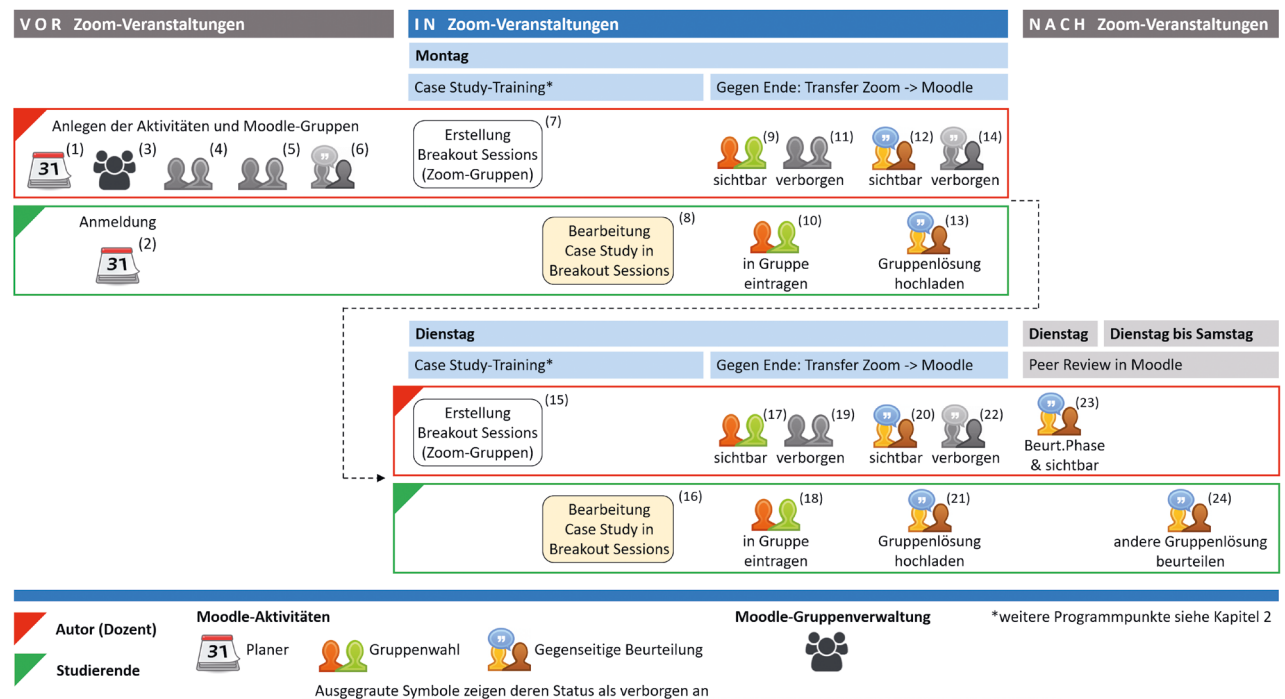 VOR Zoom-Veranstaltungen
IN Zoom-Veranstaltungen
NACH Zoom-Veranstaltungen
Montag
Case Study-Training*
Gegen Ende: Transfer Zoom -> Moodle
Anlegen der Aktivitäten und Moodle-Gruppen
(1)
31
(3)
(4)
(5)
(6)
Erstellung
Breakout Sessions
(Zoom-Gruppen)
(7)
(9)
sichtbar
(11)
verborgen
(12)
sichtbar
(14)
verborgen
Anmeldung
(2)
31
Bearbeitung
Case Study in
Breakout Sessions
(8)
(10)
in Gruppe
eintragen
(13)
Gruppenlösung
hochladen
Dienstag
Dienstag
Dienstag bis Samstag
Case Study-Training*
Gegen Ende: Transfer Zoom -> Moodle
Peer Review in Moodle
Erstellung
Breakout Sessions
(Zoom-Gruppen)
(15)
(17)
sichtbar
(19)
verborgen
(20)
sichtbar
(22)
verborgen
(23)
Beurt.Phase
& sichtbar
Bearbeitung
Case Study in
Breakout Sessions
(16)
(18)
in Gruppe
eintragen
(21)
Gruppenlösung
hochladen
(24)
andere Gruppenlösung
beurteilen
Autor (Dozent)
Studierende
Moodle-Aktivitäten
31 Planer
Gruppenwahl
Gegenseitige Beurteilung
Ausgegraute Symbole zeigen deren Status als verborgen an
Moodle-Gruppenverwaltung
*weitere Programmpunkte siehe Kapitel 2